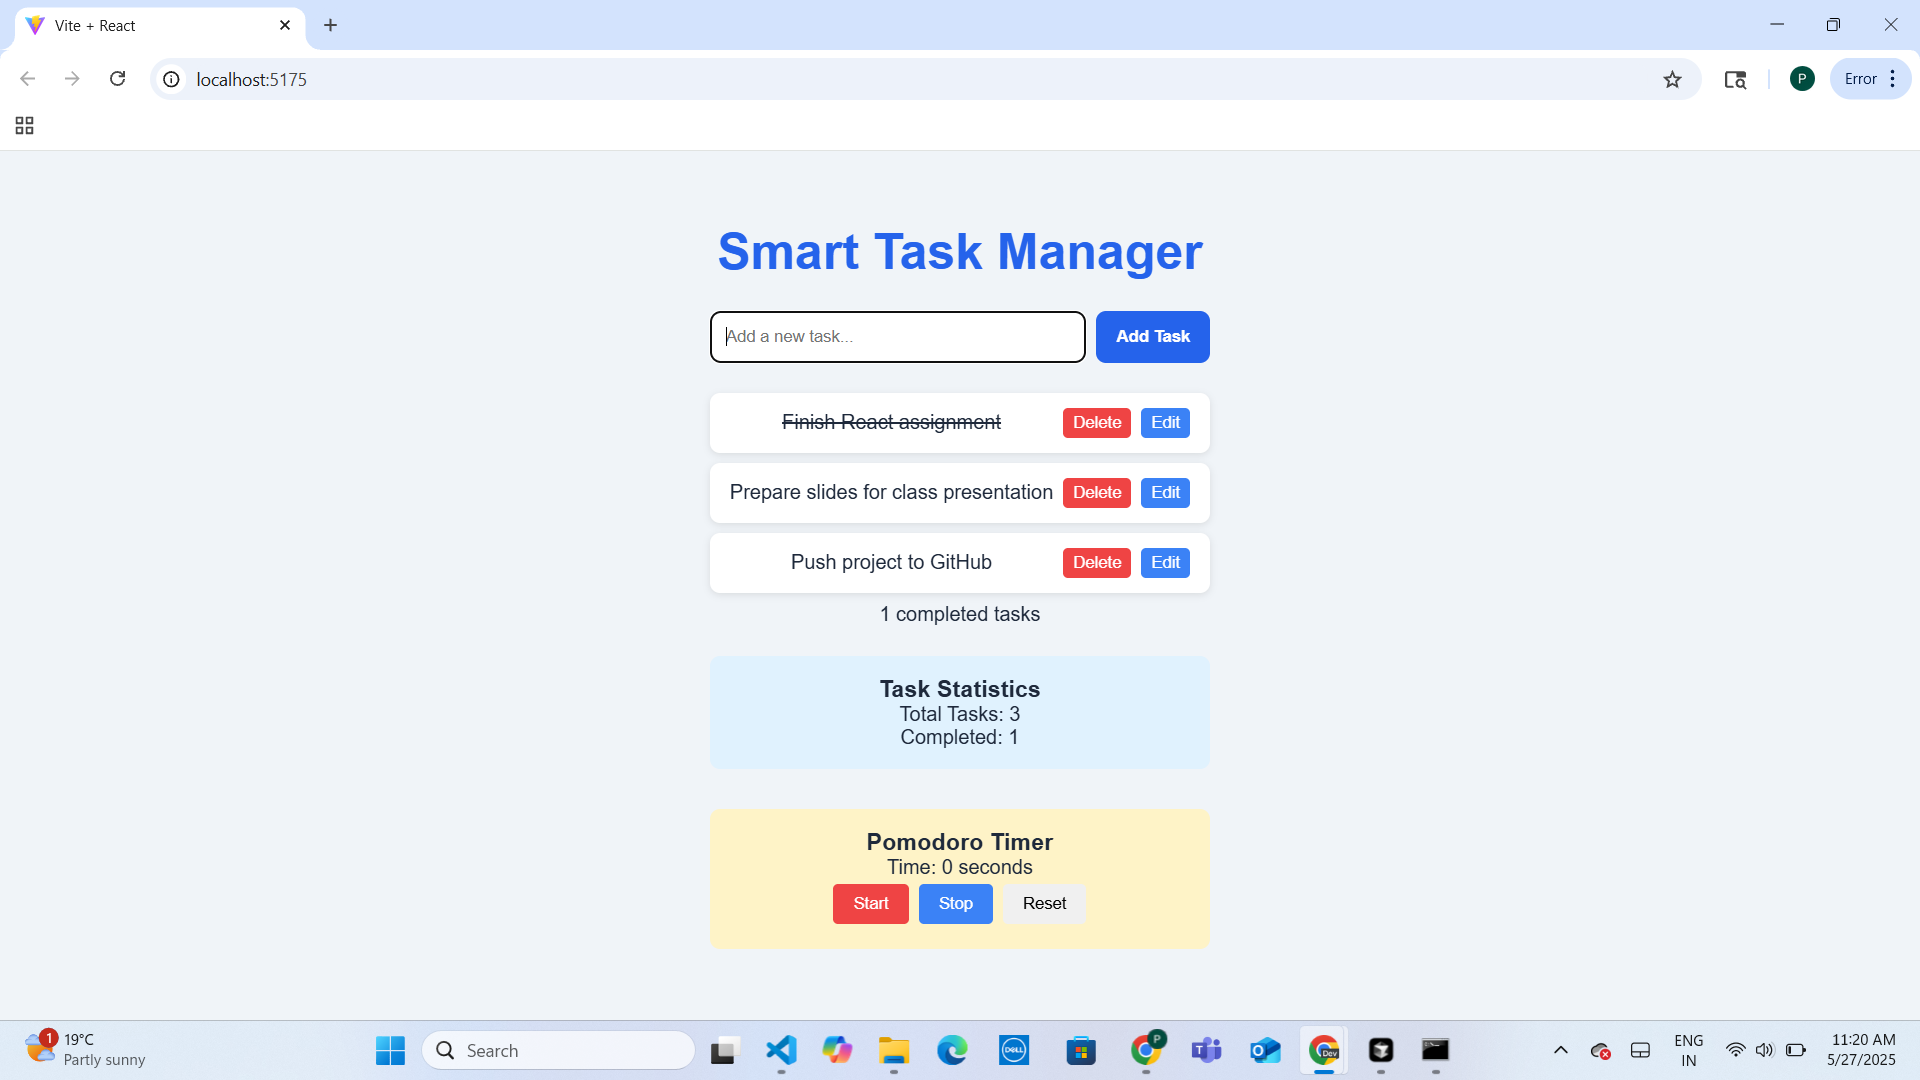 Vite + React
localhost:5175
P
Error
Smart Task Manager
Add a new task...
Add Task
Finish React assignment
Delete
Edit
Prepare slides for class presentation
Delete
Edit
Push project to GitHub
Delete
Edit
1 completed tasks
Task Statistics
Total Tasks: 3
Completed: 1
Pomodoro Timer
Time: 0 seconds
Start
Stop
Reset
1
19°C
Partly sunny
Search
DELL
P
Dev
ENG
IN
11:20 AM
5/27/2025